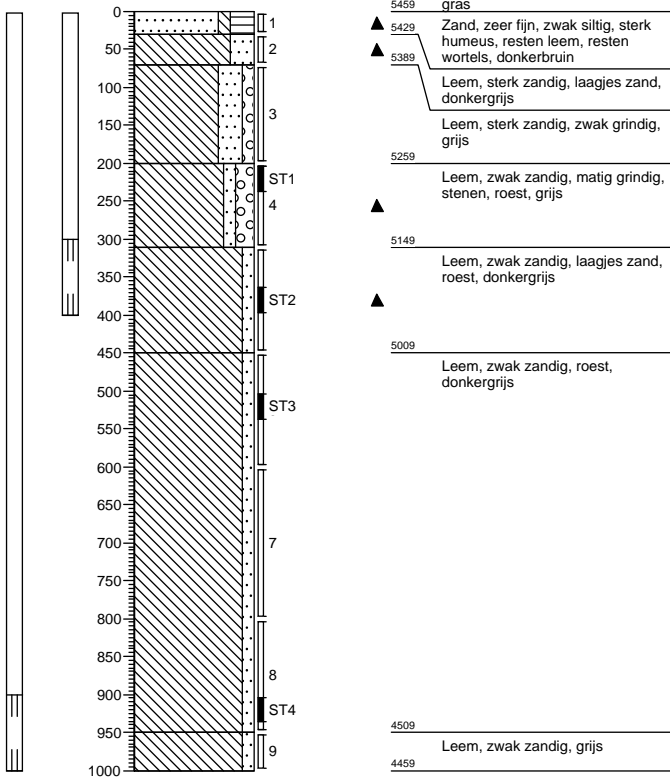 0
50
100
150
200
250
300
350
400
450
500
550
600
650
700
750
800
850
900
950
1000
1
2
3
ST1
4
ST2
ST3
7
8
ST4
9
5459
gras
5429
Zand, zeer fijn, zwak siltig, sterk
humeus, resten leem, resten
wortels, donkerbruin
5389
Leem, sterk zandig, laagjes zand,
donkergrijs
Leem, sterk zandig, zwak grindig,
grijs
5259
Leem, zwak zandig, matig grindig,
stenen, roest, grijs
5149
Leem, zwak zandig, laagjes zand,
roest, donkergrijs
5009
Leem, zwak zandig, roest,
donkergrijs
4509
Leem, zwak zandig, grijs
4459